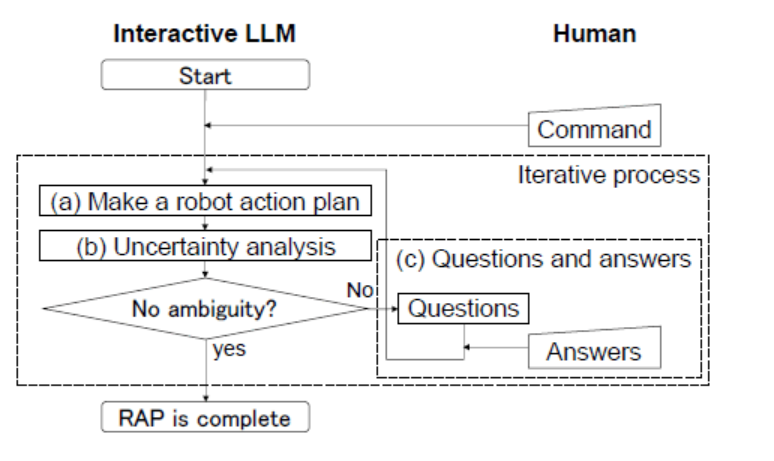 Interactive LLM
Human
Start
Command
Iterative process
(a) Make a robot action plan
(b) Uncertainty analysis
(c) Questions and answers
No
No ambiguity?
Questions
yes
Answers
RAP is complete